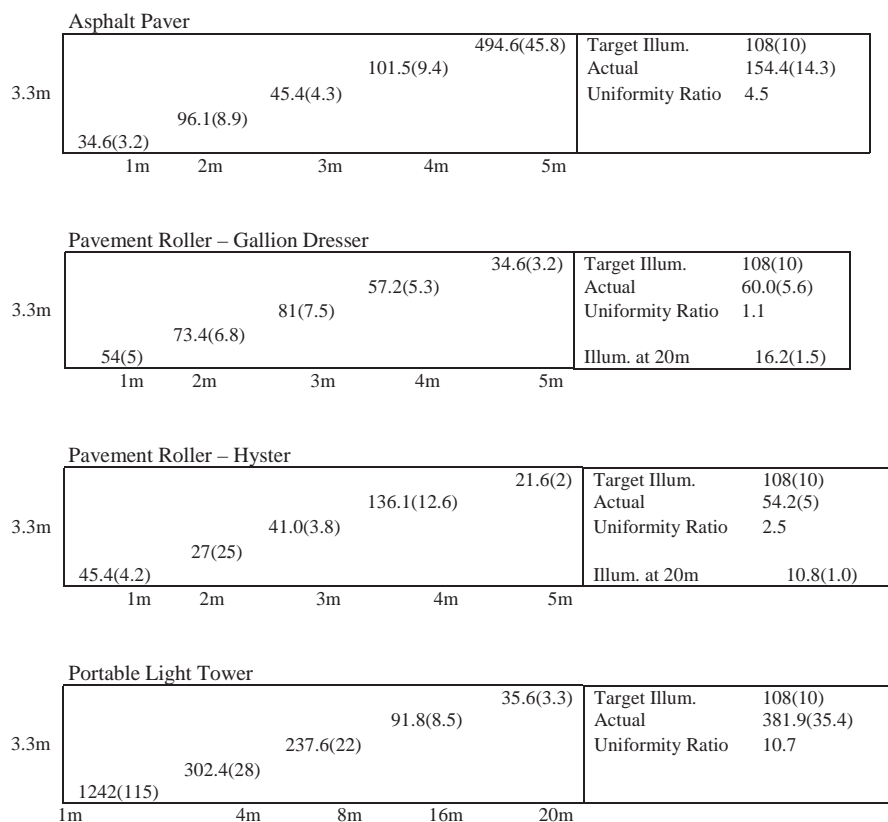 Asphalt Paver
494.6(45.8) Target Illum. 108(10)
101.5(9.4) Actual 154.4(14.3)
3.3m 45.4(4.3) Uniformity Ratio 4.5
96.1(8.9)
34.6(3.2)
1m 2m 3m 4m 5m
Pavement Roller – Gallion Dresser
34.6(3.2) Target Illum. 108(10)
57.2(5.3) Actual 60.0(5.6)
3.3m 81(7.5) Uniformity Ratio 1.1
73.4(6.8)
54(5) Illum. at 20m 16.2(1.5)
1m 2m 3m 4m 5m
Pavement Roller – Hyster
21.6(2) Target Illum. 108(10)
136.1(12.6) Actual 54.2(5)
3.3m 41.0(3.8) Uniformity Ratio 2.5
27(25)
45.4(4.2) Illum. at 20m 10.8(1.0)
1m 2m 3m 4m 5m
Portable Light Tower
35.6(3.3) Target Illum. 108(10)
91.8(8.5) Actual 381.9(35.4)
3.3m 237.6(22) Uniformity Ratio 10.7
302.4(28)
1242(115)
1m 4m 8m 16m 20m